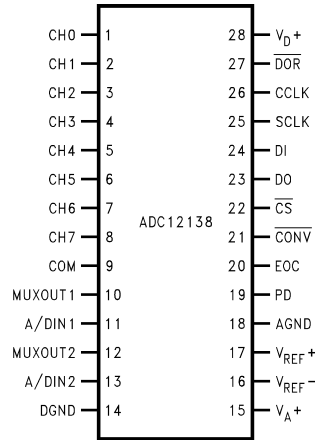 CH0 1 28 VD+
CH1 2 27 DOR
CH2 3 26 CCLK
CH3 4 25 SCLK
CH4 5 24 DI
CH5 6 23 DO
CH6 7 22 CS
ADC12138
CH7 8 21 CONV
COM 9 20 EOC
MUXOUT1 10 19 PD
A/DIN1 11 18 AGND
MUXOUT2 12 17 VREF+
A/DIN2 13 16 VREF−
DGND 14 15 VA+